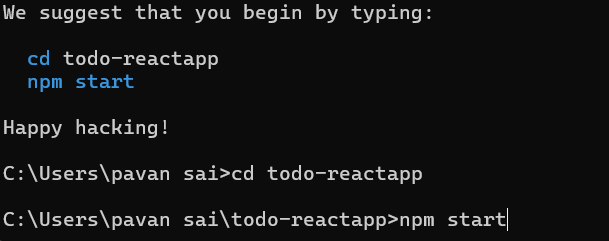 We suggest that you begin by typing:
cd todo-reactapp
npm start
Happy hacking!
C:\Users\pavan sai>cd todo-reactapp
C:\Users\pavan sai\todo-reactapp>npm start